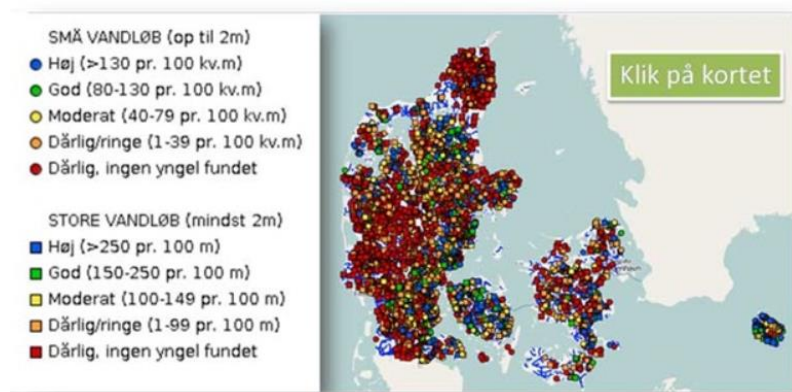 SMÅ VANDLØB (op til 2m)
Høj (>130 pr. 100 kv.m)
God (80-130 pr. 100 kv.m)
Moderat (40-79 pr. 100 kv.m)
Dårlig/ringe (1-39 pr. 100 kv.m)
Dårlig, ingen yngel fundet
STORE VANDLØB (mindst 2m)
Høj (>250 pr. 100 m)
God (150-250 pr. 100 m)
Moderat (100-149 pr. 100 m)
Dårlig/ringe (1-99 pr. 100 m)
Dårlig, ingen yngel fundet
Klik på kortet